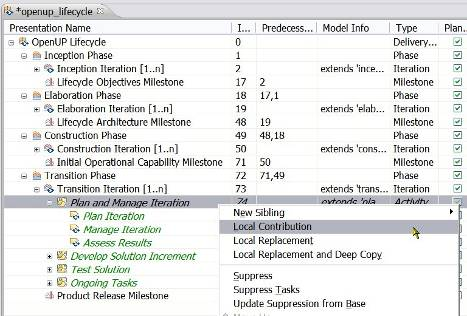 *openup_lifecycle
Presentation Name I... Predecess... Model Info Type Plan...
OpenUP Lifecycle 0 Delivery...
Inception Phase 1 Phase
Inception Iteration [1..n] 2 extends 'ince... Iteration
Lifecycle Objectives Milestone 17 2 Milestone
Elaboration Phase 18 17,1 Phase
Elaboration Iteration [1..n] 19 extends 'elab... Iteration
Lifecycle Architecture Milestone 48 19 Milestone
Construction Phase 49 48,18 Phase
Construction Iteration [1..n] 50 extends 'cons... Iteration
Initial Operational Capability Milestone 71 50 Milestone
Transition Phase 72 71,49 Phase
Transition Iteration [1..n] 73 extends 'trans... Iteration
Plan and Manage Iteration 74 extends 'pla... Activity
Plan Iteration
Manage Iteration
Assess Results
Develop Solution Increment
Test Solution
Ongoing Tasks
Product Release Milestone
New Sibling
Local Contribution
Local Replacement
Local Replacement and Deep Copy
Suppress
Suppress Tasks
Update Suppression from Base